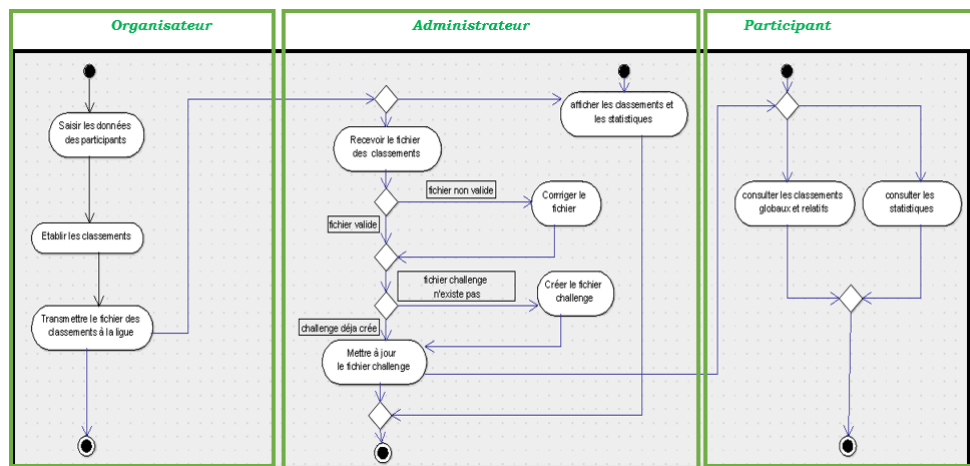 Organisateur
Administrateur
Participant
Saisir les données
des participants
Etablir les classements
Transmettre le fichier des
classements à la ligue
afficher les classements et
les statistiques
Recevoir le fichier
des classements
fichier non valide
Corriger le
fichier
fichier valide
fichier challenge
n'existe pas
Créer le fichier
challenge
challenge déja crée
Mettre à jour
le fichier challenge
consulter les classements
globaux et relatifs
consulter les
statistiques